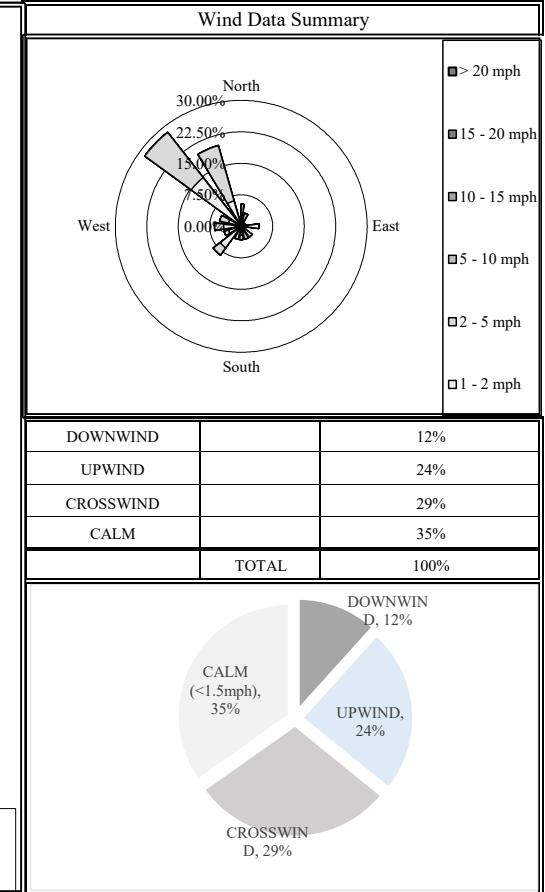 Wind Data Summary
North
30.00%
22.50%
15.00%
7.50%
0.00%
West
East
South
> 20 mph
15 - 20 mph
10 - 15 mph
5 - 10 mph
2 - 5 mph
1 - 2 mph
DOWNWIND 12%
UPWIND 24%
CROSSWIND 29%
CALM 35%
TOTAL 100%
DOWNWIN
D, 12%
CALM
(<1.5mph),
35%
UPWIND,
24%
CROSSWIN
D, 29%